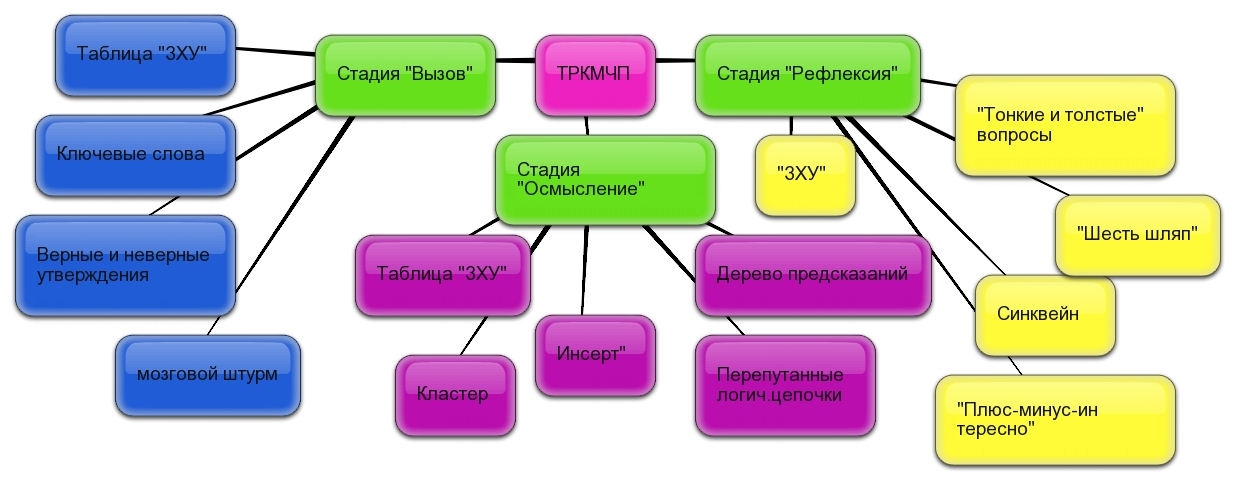 Таблица "ЗХУ"
Стадия "Вызов"
ТРКМЧП
Стадия "Рефлексия"
"Тонкие и толстые"
вопросы
Ключевые слова
Стадия
"Осмысление"
"ЗХУ"
"Шесть шляп"
Верные и неверные
утверждения
Таблица "ЗХУ"
Дерево предсказаний
Синквейн
мозговой штурм
Кластер
Инсерт"
Перепутанные
логич.цепочки
"Плюс-минус-ин
тересно"